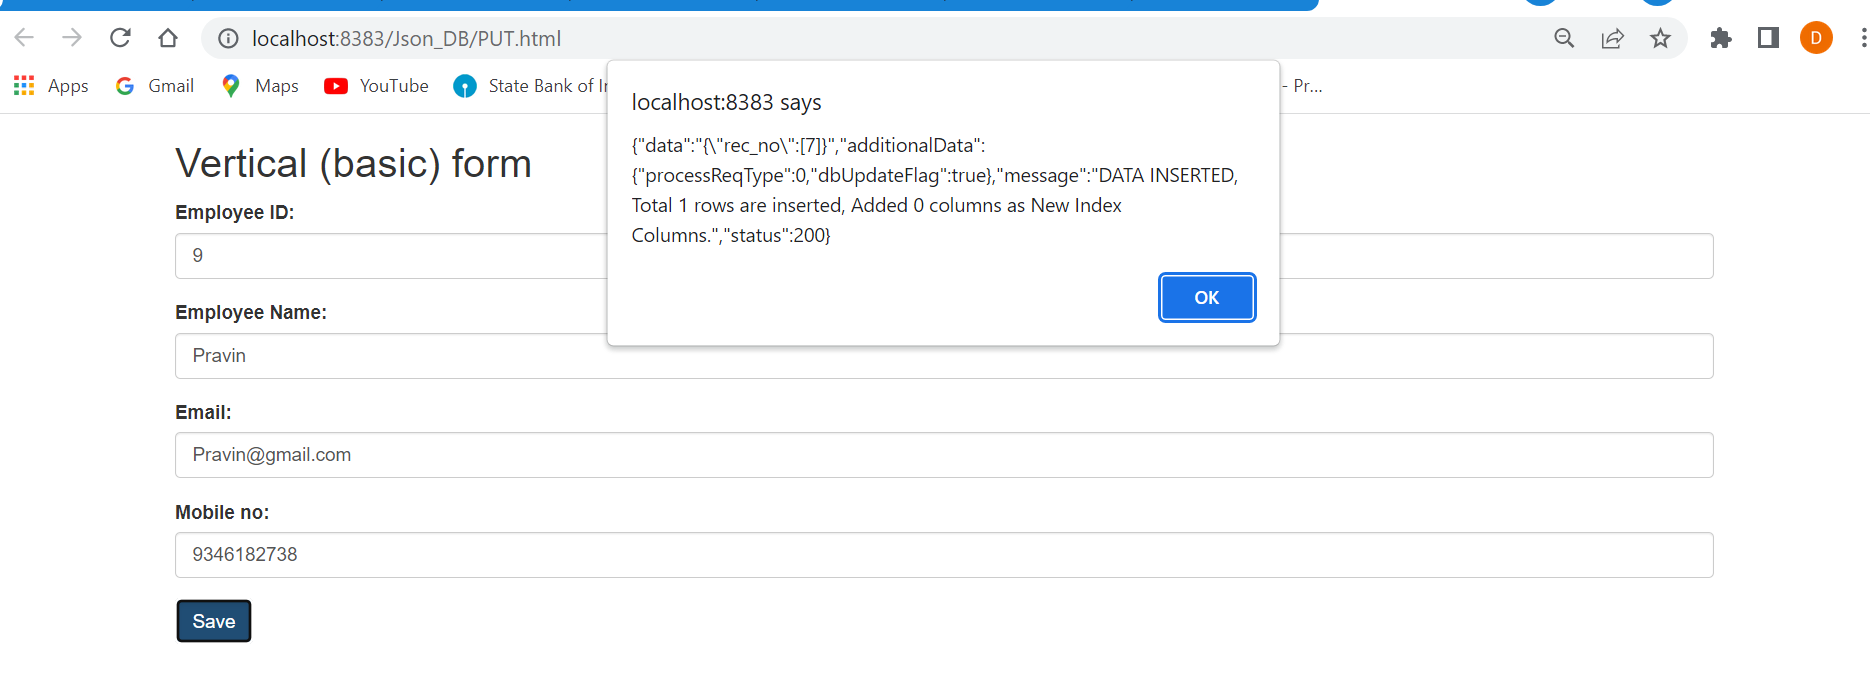 localhost:8383/Json_DB/PUT.html
D
Apps Gmail Maps YouTube State Bank of - Pr...
localhost:8383 says
{"data":"{\"rec_no\":[7]}","additionalData":
{"processReqType":0,"dbUpdateFlag":true},"message":"DATA INSERTED,
Total 1 rows are inserted, Added 0 columns as New Index
Columns.","status":200}
OK
Vertical (basic) form
Employee ID:
9
Employee Name:
Pravin
Email:
Pravin@gmail.com
Mobile no:
9346182738
Save